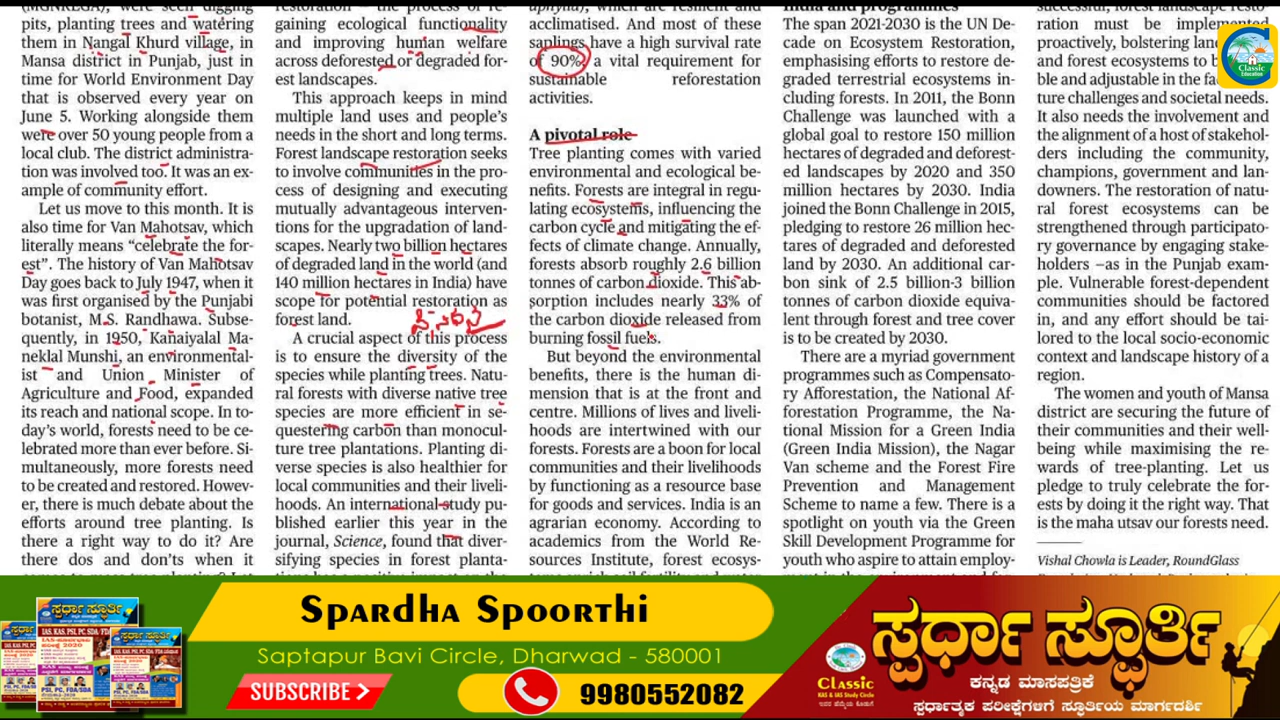 (MGNREGA), were seen digging
pits, planting trees and watering
them in Nangal Khurd village, in
Mansa district in Punjab, just in
time for World Environment Day
that is observed every year on
June 5. Working alongside them
were over 50 young people from a
local club. The district administra-
tion was involved too. It was an ex-
ample of community effort.
Let us move to this month. It is
also time for Van Mahotsav, which
literally means “celebrate the for-
est”. The history of Van Mahotsav
Day goes back to July 1947, when it
was first organised by the Punjabi
botanist, M.S. Randhawa. Subse-
quently, in 1950, Kanaiyalal Ma-
neklal Munshi, an environmental-
ist and Union Minister of
Agriculture and Food, expanded
its reach and national scope. In to-
day’s world, forests need to be ce-
lebrated more than ever before. Si-
multaneously, more forests need
to be created and restored. Howev-
er, there is much debate about the
efforts around tree planting. Is
there a right way to do it? Are
there dos and don’ts when it
restoration – the process of re-
gaining ecological functionality
and improving human welfare
across deforested or degraded for-
est landscapes.
This approach keeps in mind
multiple land uses and people’s
needs in the short and long terms.
Forest landscape restoration seeks
to involve communities in the pro-
cess of designing and executing
mutually advantageous interven-
tions for the upgradation of land-
scapes. Nearly two billion hectares
of degraded land in the world (and
140 million hectares in India) have
scope for potential restoration as
forest land.
A crucial aspect of this process
is to ensure the diversity of the
species while planting trees. Natu-
ral forests with diverse native tree
species are more efficient in se-
questering carbon than monocul-
ture tree plantations. Planting di-
verse species is also healthier for
local communities and their liveli-
hoods. An international study pu-
blished earlier this year in the
journal, Science, found that diver-
sifying species in forest planta-
uphylla), which are resilient and
acclimatised. And most of these
saplings have a high survival rate
of 90%, a vital requirement for
sustainable reforestation
activities.
A pivotal role
Tree planting comes with varied
environmental and ecological be-
nefits. Forests are integral in regu-
lating ecosystems, influencing the
carbon cycle and mitigating the ef-
fects of climate change. Annually,
forests absorb roughly 2.6 billion
tonnes of carbon dioxide. This ab-
sorption includes nearly 33% of
the carbon dioxide released from
burning fossil fuels.
But beyond the environmental
benefits, there is the human di-
mension that is at the front and
centre. Millions of lives and liveli-
hoods are intertwined with our
forests. Forests are a boon for local
communities and their livelihoods
by functioning as a resource base
for goods and services. India is an
agrarian economy. According to
academics from the World Re-
sources Institute, forest ecosys-
India and programmes
The span 2021-2030 is the UN De-
cade on Ecosystem Restoration,
emphasising efforts to restore de-
graded terrestrial ecosystems in-
cluding forests. In 2011, the Bonn
Challenge was launched with a
global goal to restore 150 million
hectares of degraded and deforest-
ed landscapes by 2020 and 350
million hectares by 2030. India
joined the Bonn Challenge in 2015,
pledging to restore 26 million hec-
tares of degraded and deforested
land by 2030. An additional car-
bon sink of 2.5 billion-3 billion
tonnes of carbon dioxide equiva-
lent through forest and tree cover
is to be created by 2030.
There are a myriad government
programmes such as Compensato-
ry Afforestation, the National Af-
forestation Programme, the Na-
tional Mission for a Green India
(Green India Mission), the Nagar
Van scheme and the Forest Fire
Prevention and Management
Scheme to name a few. There is a
spotlight on youth via the Green
Skill Development Programme for
youth who aspire to attain employ-
successful, forest landscape resto-
ration must be implemented
proactively, bolstering land
and forest ecosystems to b
ble and adjustable in the fac
ture challenges and societal needs.
It also needs the involvement and
the alignment of a host of stakehol-
ders including the community,
champions, government and lan-
downers. The restoration of natu-
ral forest ecosystems can be
strengthened through participato-
ry governance by engaging stake-
holders –as in the Punjab exam-
ple. Vulnerable forest-dependent
communities should be factored
in, and any effort should be tai-
lored to the local socio-economic
context and landscape history of a
region.
The women and youth of Mansa
district are securing the future of
their communities and their well-
being while maximising the re-
wards of tree-planting. Let us
pledge to truly celebrate the for-
ests by doing it the right way. That
is the maha utsav our forests need.
Vishal Chowla is Leader, RoundGlass
Classic
Education
Spardha Spoorthi
Saptapur Bavi Circle, Dharwad - 580001
SUBSCRIBE
9980552082
ಸ್ಪರ್ಧಾ ಸ್ಫೂರ್ತಿ
ಕನ್ನಡ ಮಾಸಪತ್ರಿಕೆ
ಸ್ಪರ್ಧಾತ್ಮಕ ಪರೀಕ್ಷೆಗಳಿಗೆ ಸ್ಫೂರ್ತಿಯ ಮಾರ್ಗದರ್ಶಿ
Classic
KAS & IAS Study Circle
ಸ್ಪರ್ಧಾ ಸ್ಫೂರ್ತಿ